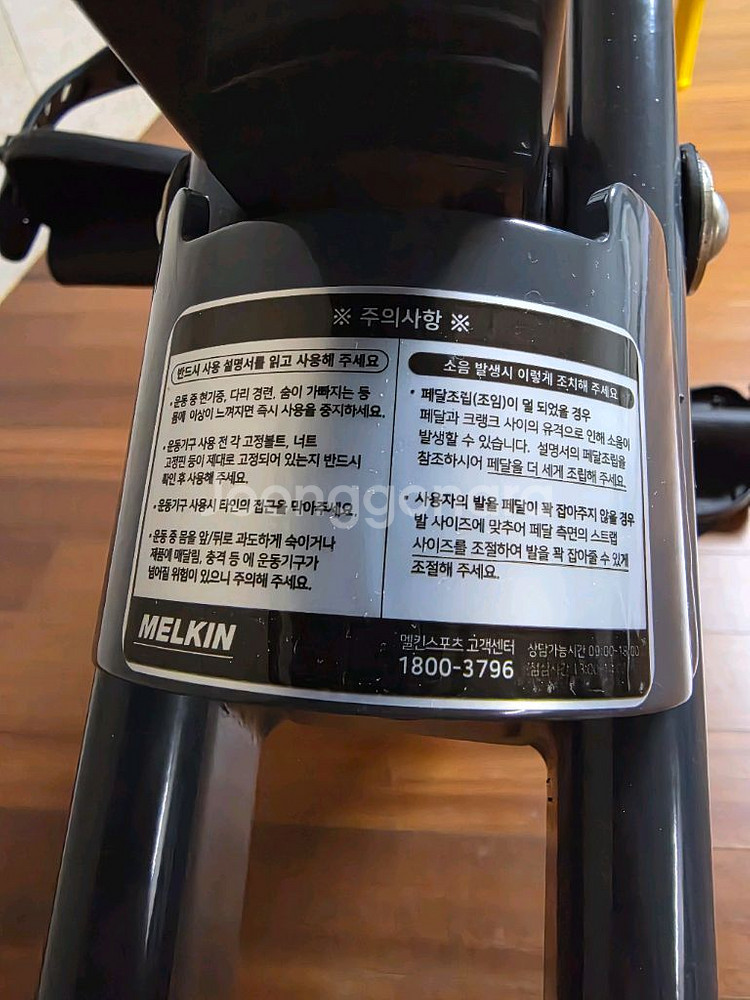 ※ 주의사항 ※
반드시 사용 설명서를 읽고 사용해 주세요
· 운동 중 현기증, 다리 경련, 숨이 가빠지는 등
몸에 이상이 느껴지면 즉시 사용을 중지하세요.
· 운동기구 사용 전 각 고정볼트, 너트
고정판 등이 제대로 고정되어 있는지 반드시
확인 후 사용해 주세요.
· 운동기구 사용시 타인의 접근을 막아주세요.
· 운동 중 몸을 앞/뒤로 과도하게 숙이거나
제품에 매달림, 충격 등 에 운동기구가
넘어질 위험이 있으니 주의해 주세요.
소음 발생시 이렇게 조치해 주세요
· 페달조립(조임)이 덜 되었을 경우
페달과 크랭크 사이의 유격으로 인해 소음이
발생할 수 있습니다. 설명서의 페달조립을
참조하시어 페달을 더 세게 조립해 주세요.
· 사용자의 발을 페달이 꽉 잡아주지 않을 경우
발 사이즈에 맞추어 페달 측면의 스트랩
사이즈를 조절하여 발을 꽉 잡아줄 수 있게
조절해 주세요.
MELKIN
멜킨스포츠 고객센터
1800-3796
상담가능시간 09:00-18:00
joonggonara